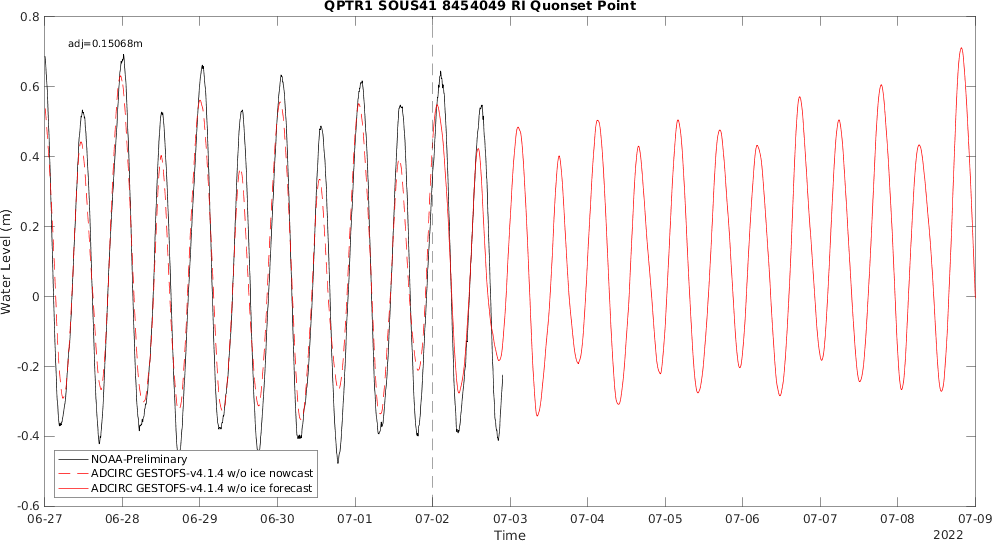 QPTR1 SOUS41 8454049 RI Quonset Point
adj=0.15068m
Water Level (m)
0.8
0.6
0.4
0.2
0
-0.2
-0.4
-0.6
NOAA-Preliminary
ADCIRC GESTOFS-v4.1.4 w/o ice nowcast
ADCIRC GESTOFS-v4.1.4 w/o ice forecast
06-27 06-28 06-29 06-30 07-01 07-02 07-03 07-04 07-05 07-06 07-07 07-08 07-09
Time
2022